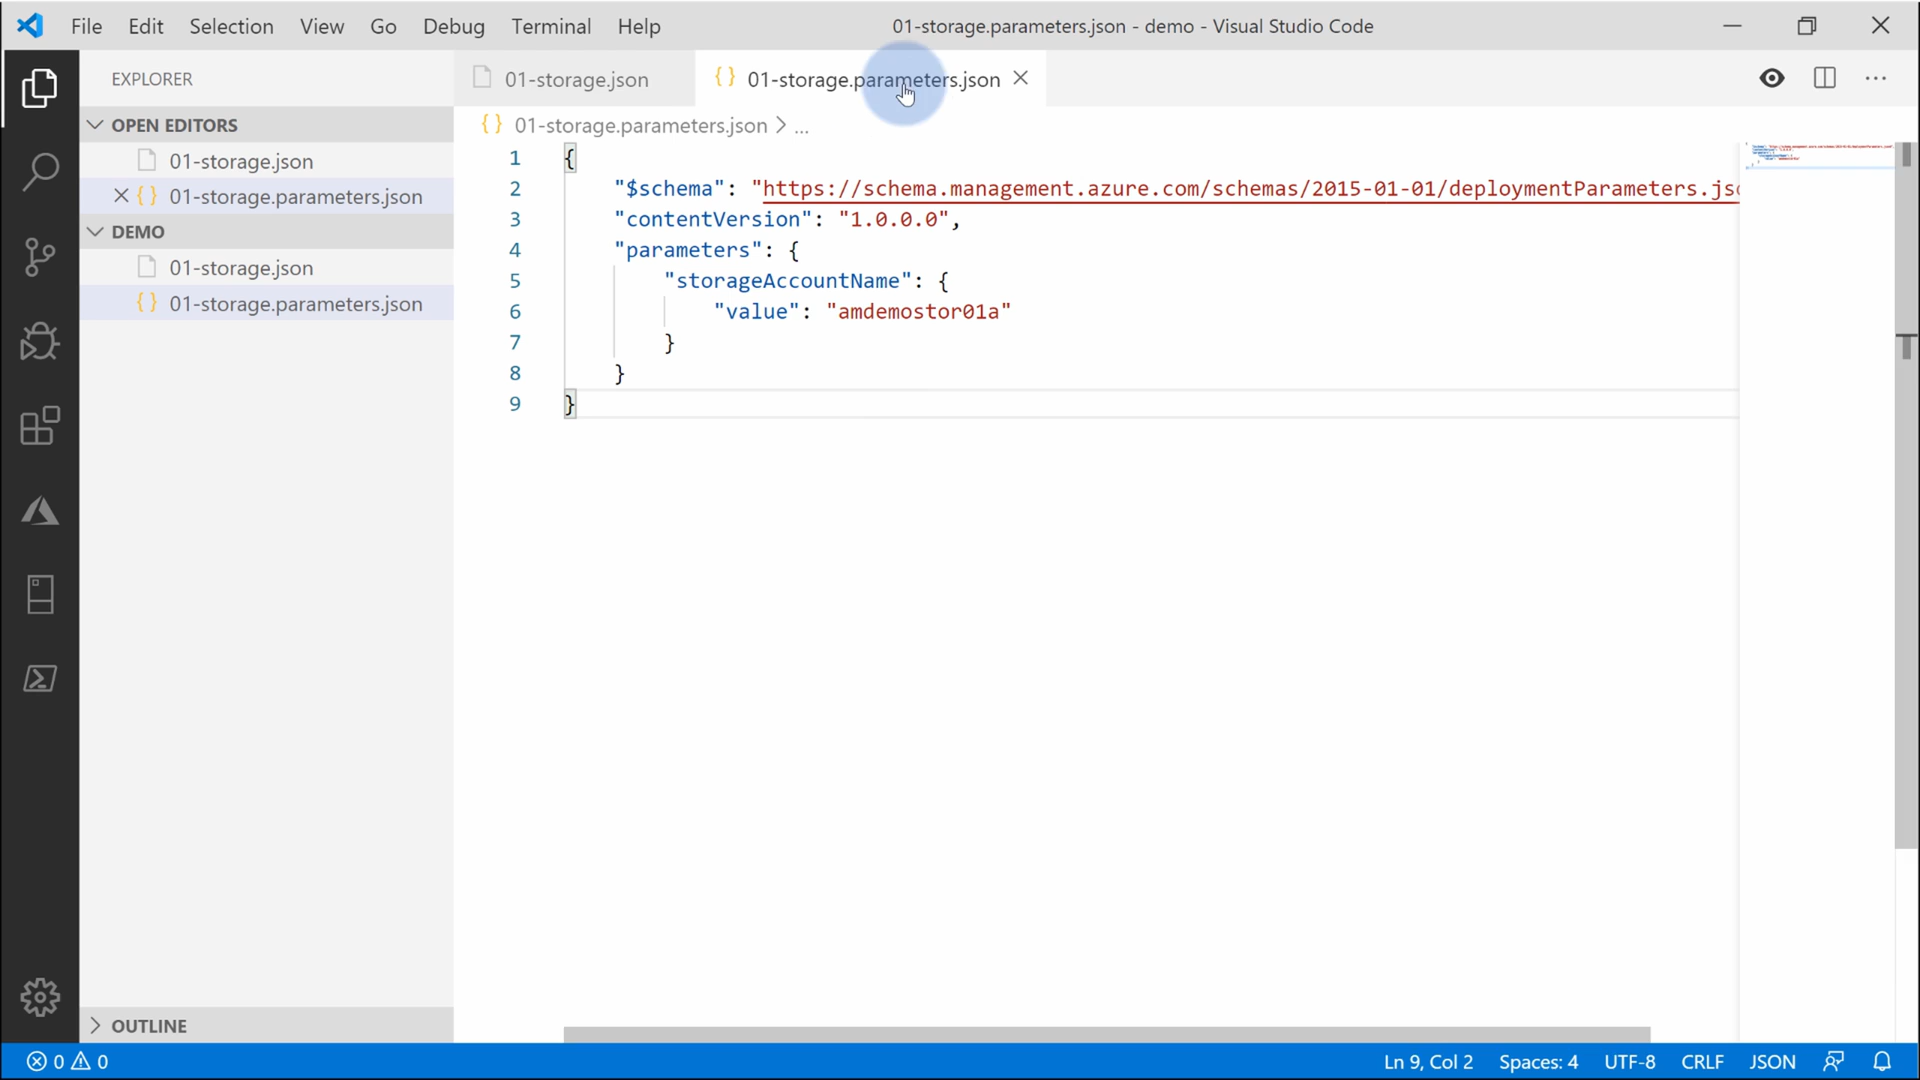 File Edit Selection View Go Debug Terminal Help
01-storage.parameters.json - demo - Visual Studio Code
EXPLORER
OPEN EDITORS
01-storage.json
{} 01-storage.parameters.json
DEMO
01-storage.json
{} 01-storage.parameters.json
OUTLINE
01-storage.json
{} 01-storage.parameters.json
{} 01-storage.parameters.json > ...
1 {
2 "$schema": "https://schema.management.azure.com/schemas/2015-01-01/deploymentParameters.jso
3 "contentVersion": "1.0.0.0",
4 "parameters": {
5 "storageAccountName": {
6 "value": "amdemostor01a"
7 }
8 }
9 }
0 0
Ln 9, Col 2 Spaces: 4 UTF-8 CRLF JSON